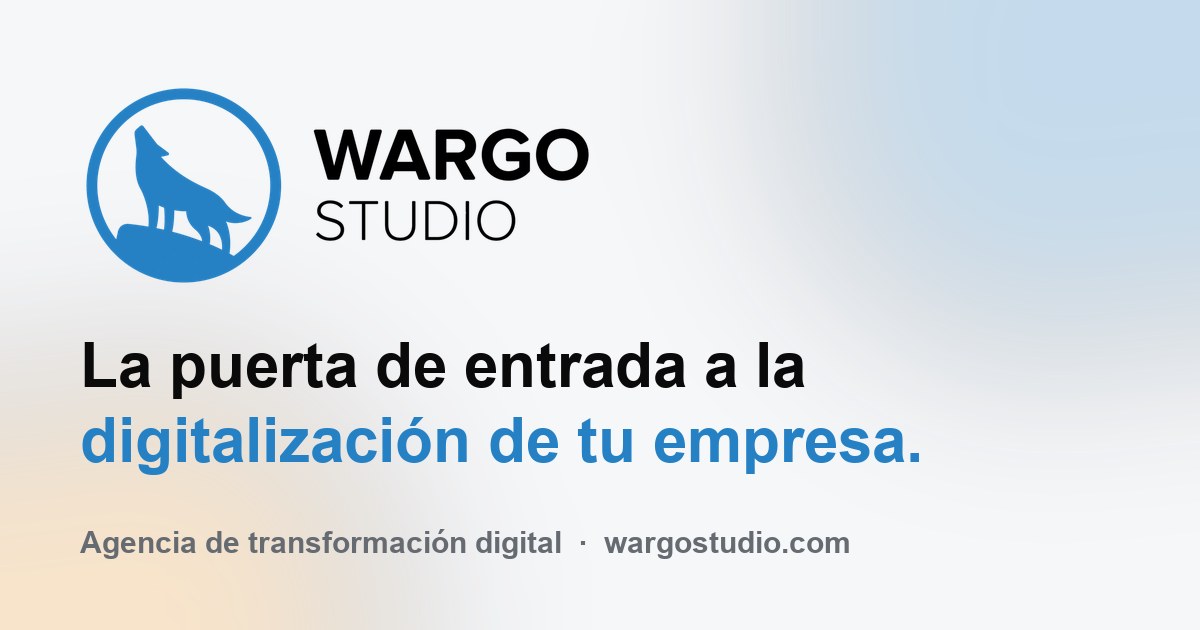 WARGO
STUDIO
La puerta de entrada a la
digitalización de tu empresa.
Agencia de transformación digital · wargostudio.com